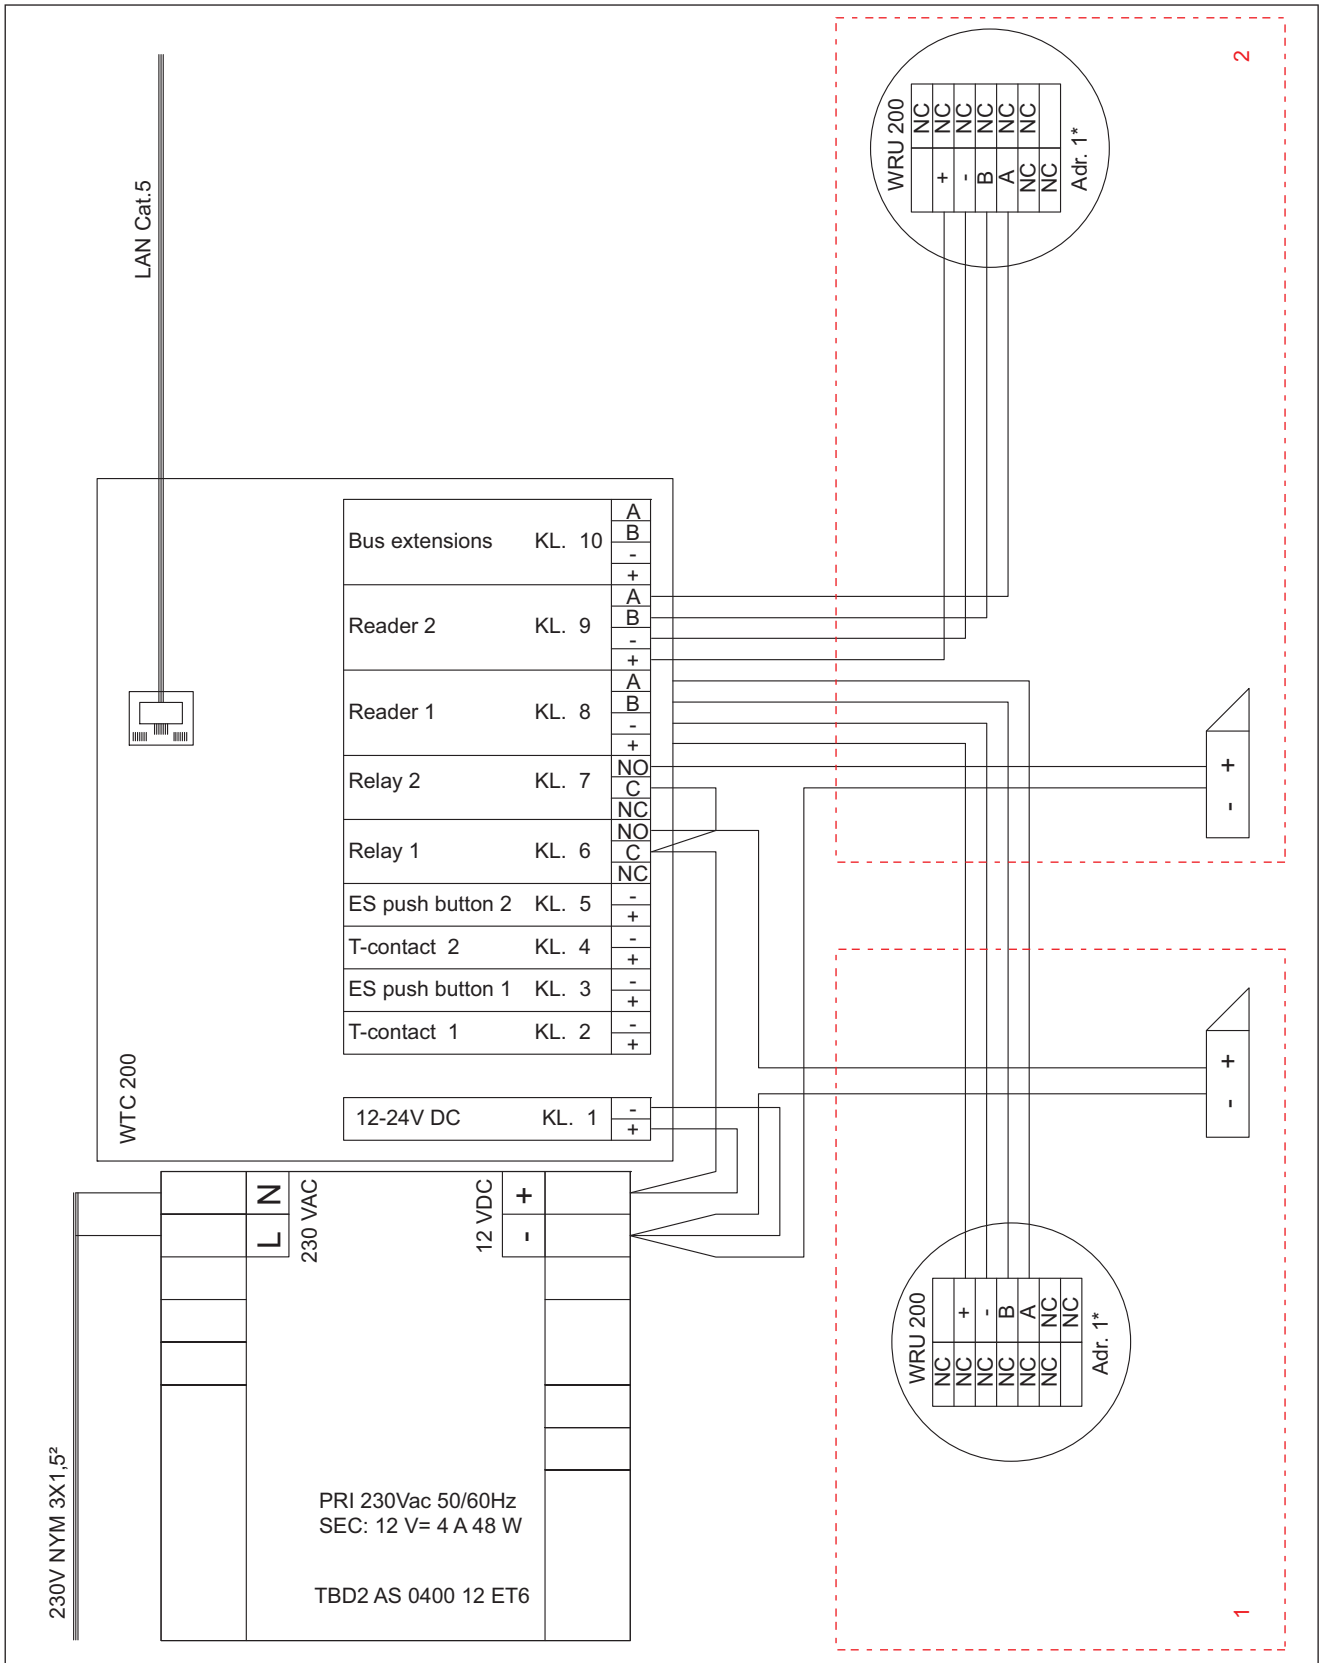 LAN Cat.5
2
WRU 200
NC
+ NC
- NC
B NC
A NC
NC NC
NC
Adr. 1*
Bus extensions KL. 10 A B - +
Reader 2 KL. 9 A B - +
Reader 1 KL. 8 A B - +
Relay 2 KL. 7 NO C NC
Relay 1 KL. 6 NO C NC
ES push button 2 KL. 5 - +
T-contact 2 KL. 4 - +
ES push button 1 KL. 3 - +
T-contact 1 KL. 2 - +
12-24V DC KL. 1 - +
WTC 200
+
-
+
-
L N
230 VAC
12 VDC
- +
PRI 230Vac 50/60Hz
SEC: 12 V= 4 A 48 W
TBD2 AS 0400 12 ET6
230V NYM 3X1,5²
WRU 200
NC
NC +
NC -
NC B
NC A
NC NC
NC
Adr. 1*
1